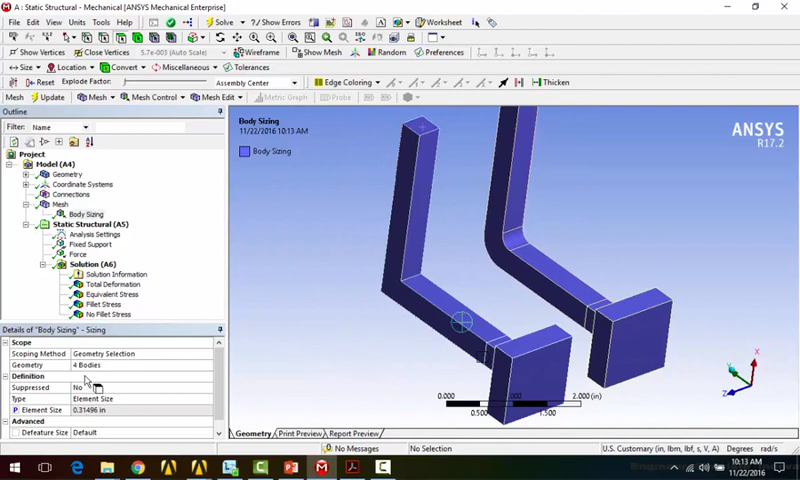 A : Static Structural - Mechanical [ANSYS Mechanical Enterprise]
File Edit View Units Tools Help Solve Show Errors Worksheet
Show Vertices Close Vertices 5.7e-003 (Auto Scale) Wireframe Show Mesh Random Preferences
Size Location Convert Miscellaneous Tolerances
Reset Explode Factor: Assembly Center Edge Coloring Thicken
Mesh Update Mesh Mesh Control Mesh Edit Metric Graph Probe
Outline
Filter: Name
Project
Model (A4)
Geometry
Coordinate Systems
Connections
Mesh
Body Sizing
Static Structural (A5)
Analysis Settings
Fixed Support
Force
Solution (A6)
Solution Information
Total Deformation
Equivalent Stress
Fillet Stress
No Fillet Stress
Details of "Body Sizing" - Sizing
Scope
Scoping Method Geometry Selection
Geometry 4 Bodies
Definition
Suppressed No
Type Element Size
P Element Size 0.31496 in
Advanced
Defeature Size Default
Body Sizing
11/22/2016 10:13 AM
Body Sizing
ANSYS
R17.2
0.000 2.000 (in)
0.500 1.500
X
Y
Z
Geometry Print Preview Report Preview
No Messages No Selection U.S. Customary (in, lbm, lbf, s, V, A) Degrees rad/s
10:13 AM
11/22/2016